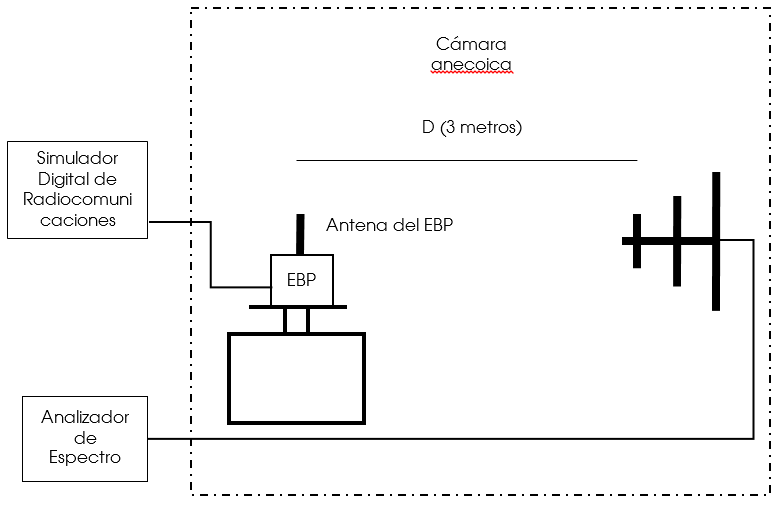 Cámara
anecoica
D (3 metros)
Simulador
Digital de
Radiocomuni
caciones
Antena del EBP
EBP
Analizador
de
Espectro